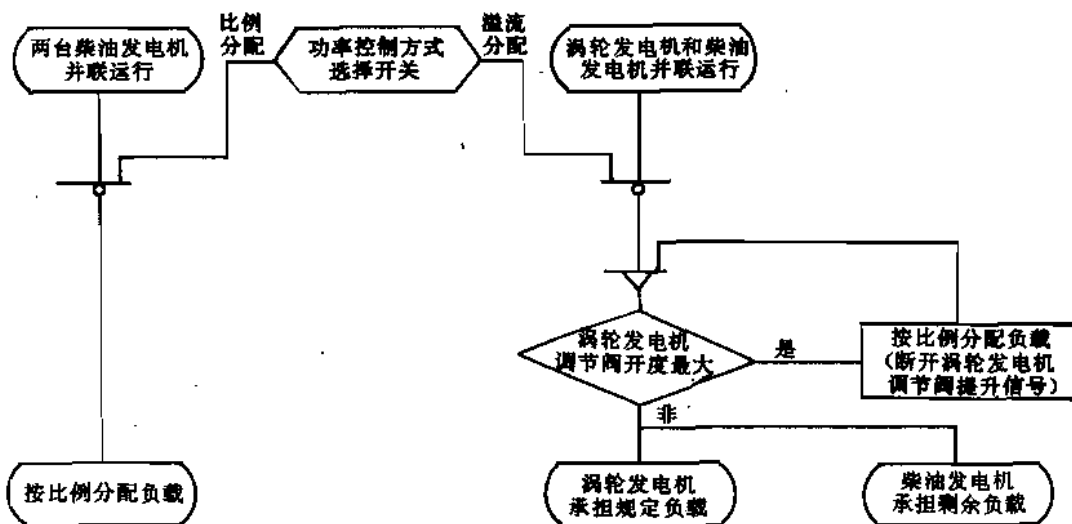 两台柴油发电机
并联运行
比例
分配
功率控制方式
选择开关
溢流
分配
涡轮发电机和柴油
发电机并联运行
涡轮发电机
调节阀开度最大
是
按比例分配负载
(断开涡轮发电机
调节阀提升信号)
非
按比例分配负载
涡轮发电机
承担规定负载
柴油发电机
承担剩余负载